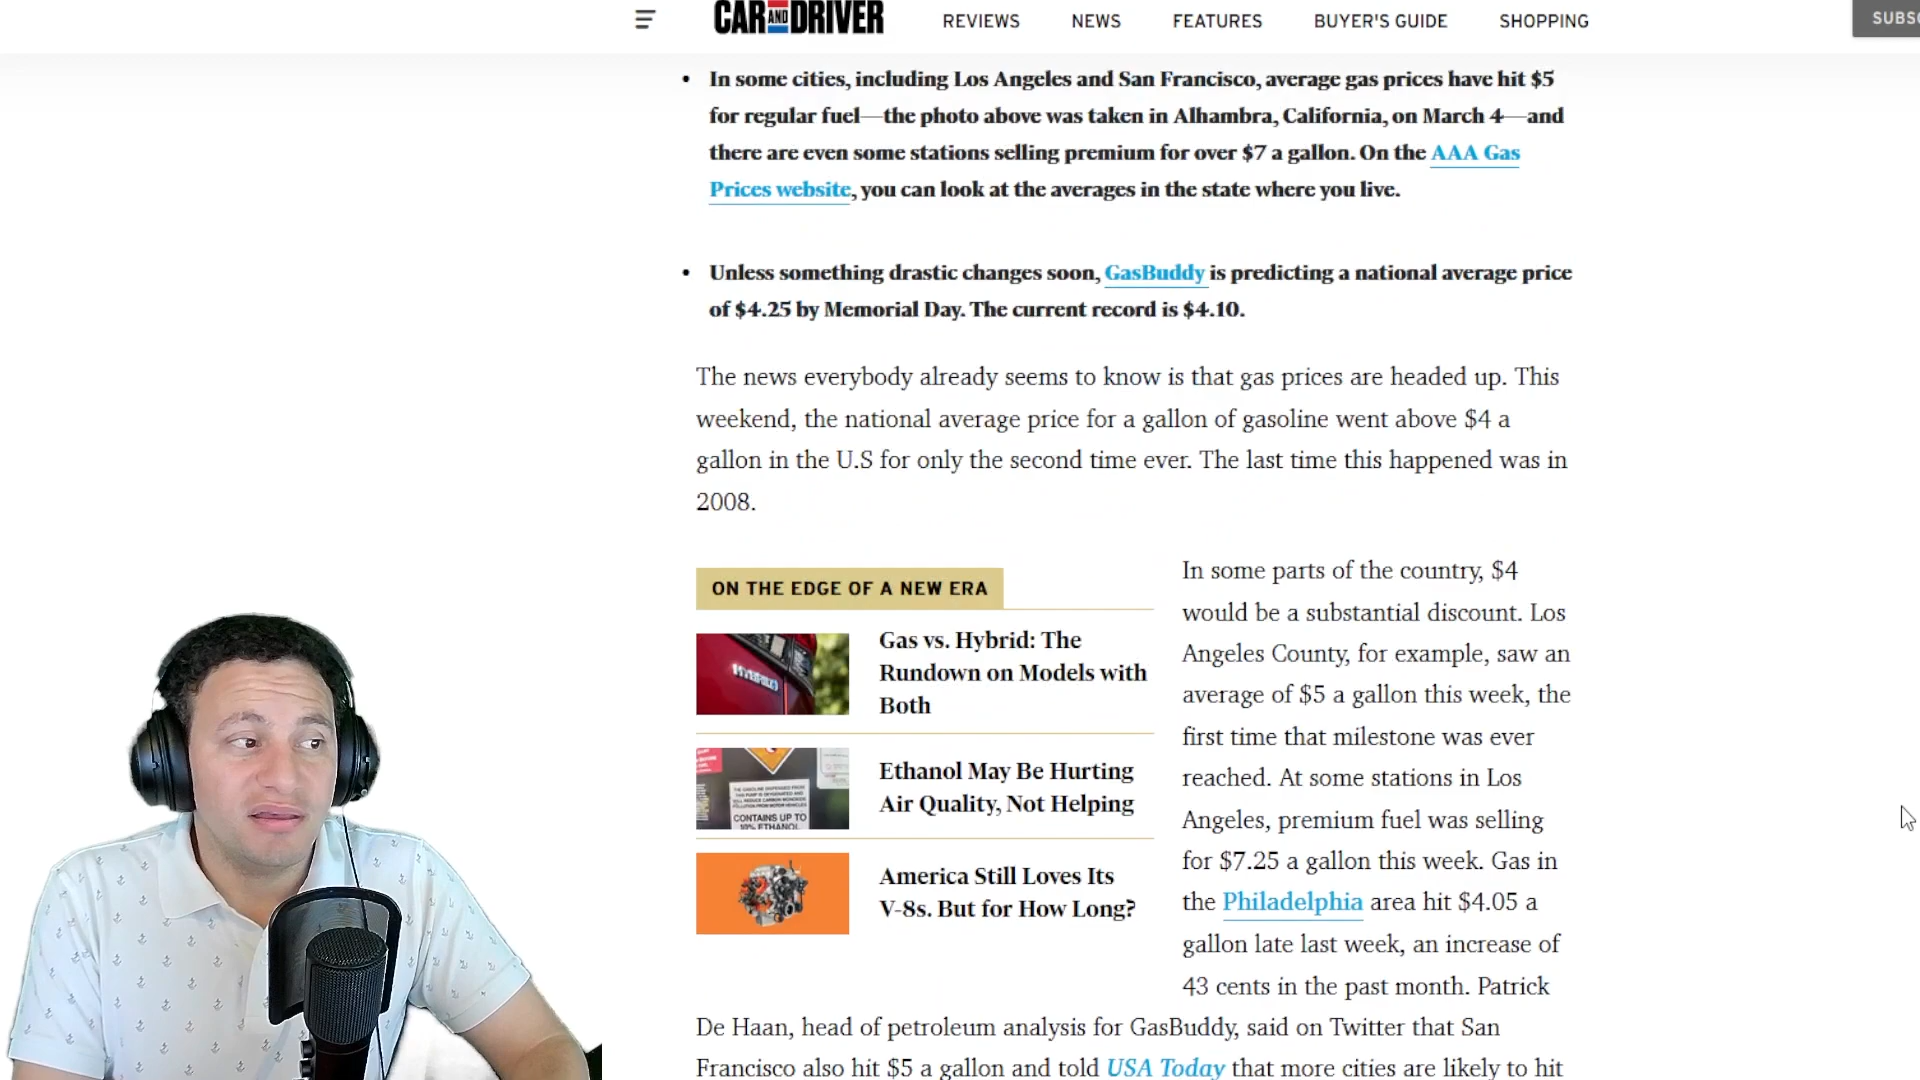 CAR AND DRIVER
REVIEWS NEWS FEATURES BUYER'S GUIDE SHOPPING
SUBSC
• In some cities, including Los Angeles and San Francisco, average gas prices have hit $5
for regular fuel—the photo above was taken in Alhambra, California, on March 4—and
there are even some stations selling premium for over $7 a gallon. On the AAA Gas
Prices website, you can look at the averages in the state where you live.
• Unless something drastic changes soon, GasBuddy is predicting a national average price
of $4.25 by Memorial Day. The current record is $4.10.
The news everybody already seems to know is that gas prices are headed up. This
weekend, the national average price for a gallon of gasoline went above $4 a
gallon in the U.S for only the second time ever. The last time this happened was in
2008.
ON THE EDGE OF A NEW ERA
HYBRID
Gas vs. Hybrid: The
Rundown on Models with
Both
CONTAINS UP TO
10% ETHANOL
Ethanol May Be Hurting
Air Quality, Not Helping
America Still Loves Its
V-8s. But for How Long?
In some parts of the country, $4
would be a substantial discount. Los
Angeles County, for example, saw an
average of $5 a gallon this week, the
first time that milestone was ever
reached. At some stations in Los
Angeles, premium fuel was selling
for $7.25 a gallon this week. Gas in
the Philadelphia area hit $4.05 a
gallon late last week, an increase of
43 cents in the past month. Patrick
De Haan, head of petroleum analysis for GasBuddy, said on Twitter that San
Francisco also hit $5 a gallon and told USA Today that more cities are likely to hit